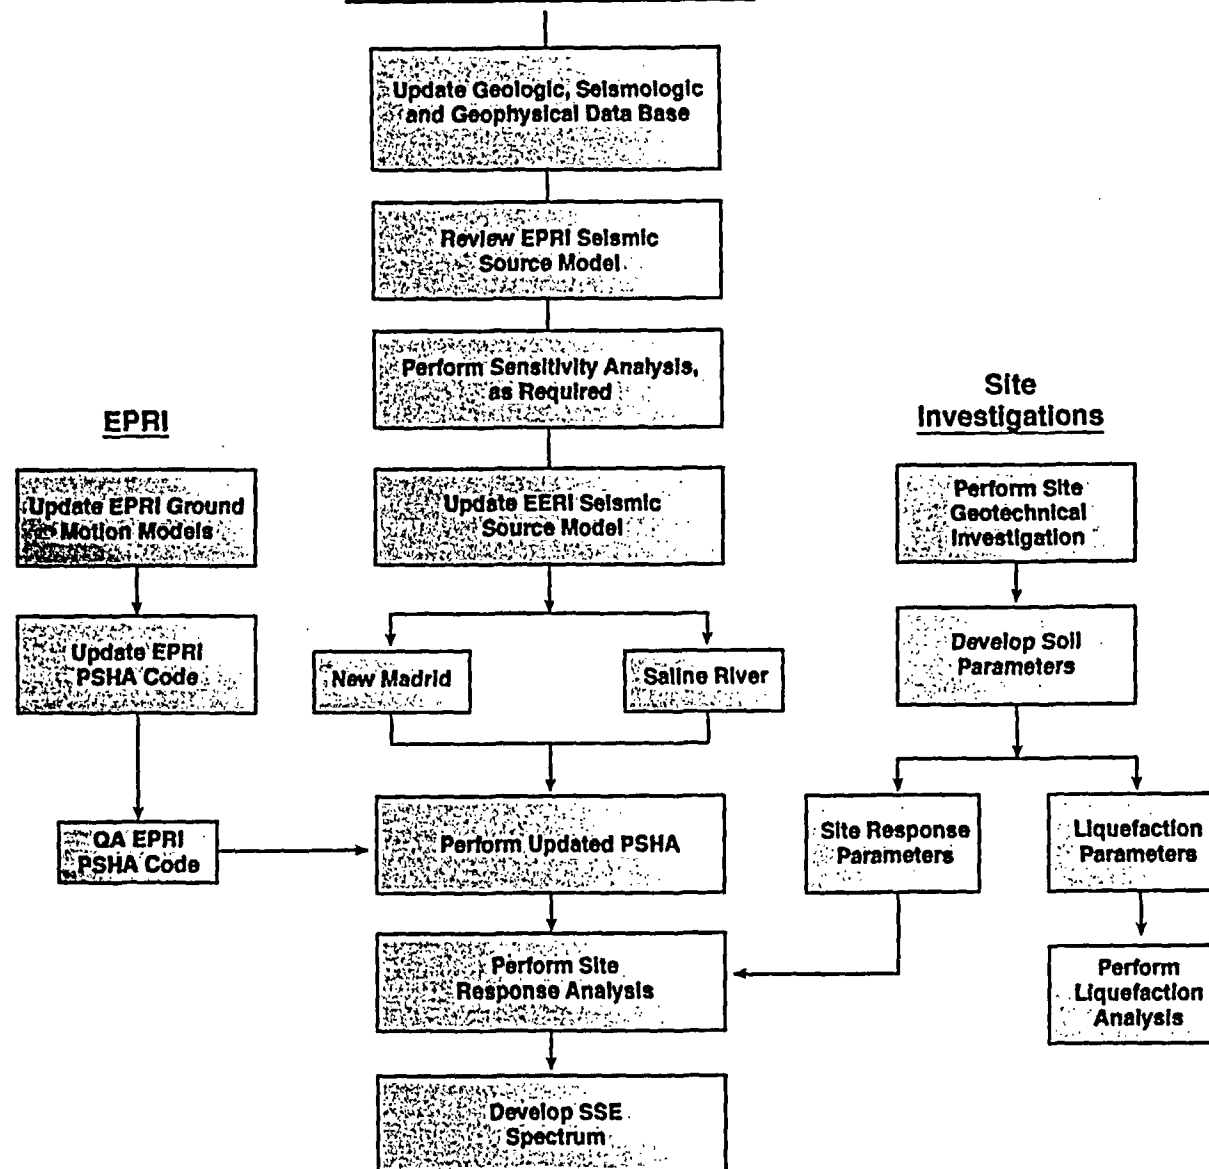 Update Geologic, Seismologic
and Geophysical Data Base
Review EPRI Seismic
Source Model
Perform Sensitivity Analysis,
as Required
Update EERI Seismic
Source Model
New Madrid
Saline River
EPRI
Update EPRI Ground
Motion Models
Update EPRI
PSHA Code
QA EPRI
PSHA Code
Perform Updated PSHA
Perform Site
Response Analysis
Develop SSE
Spectrum
Site
Investigations
Perform Site
Geotechnical
Investigation
Develop Soil
Parameters
Site Response
Parameters
Liquefaction
Parameters
Perform
Liquefaction
Analysis